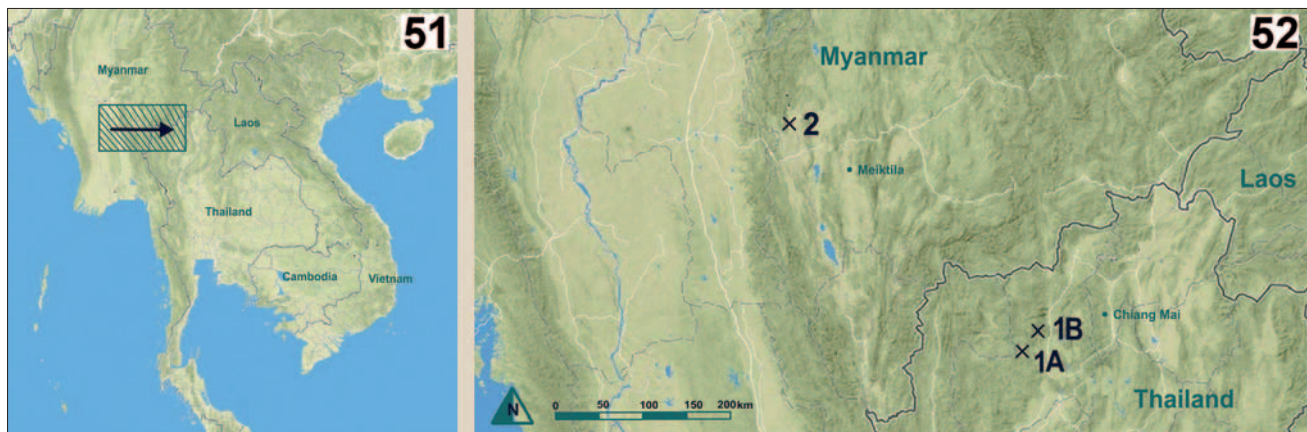 51
Myanmar
Laos
Thailand
Cambodia
Vietnam
52
Myanmar
2
Meiktila
Laos
Chiang Mai
1B
1A
Thailand
N
0 50 100 150 200 km